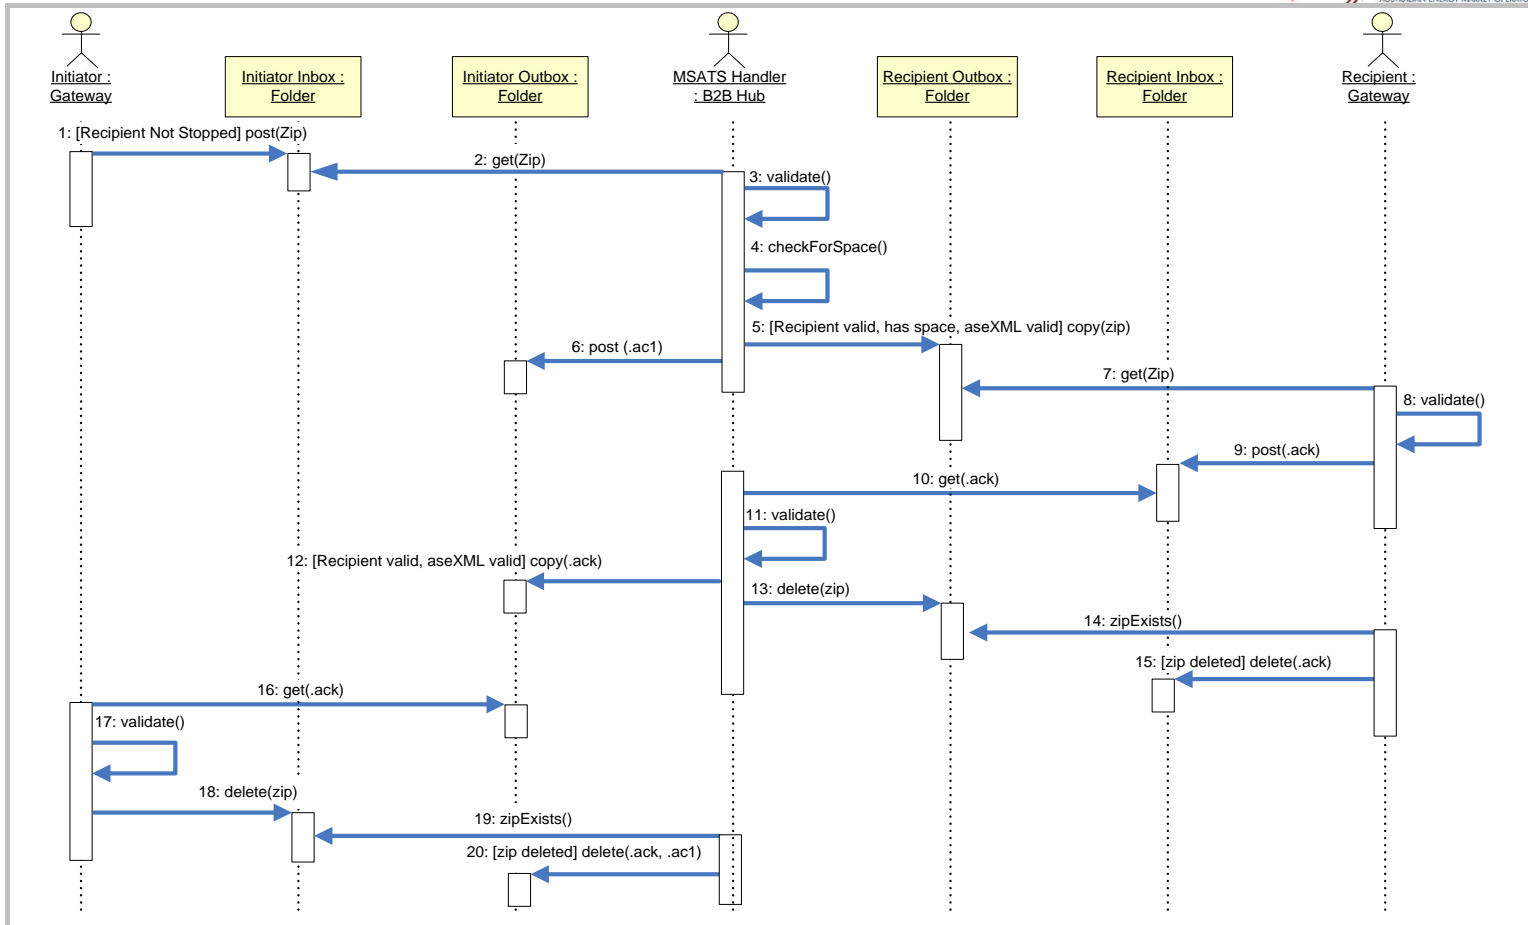 AUSTRALIAN ENERGY MARKET OPERATOR
Initiator :
Gateway
Initiator Inbox :
Folder
Initiator Outbox :
Folder
MSATS Handler
: B2B Hub
Recipient Outbox :
Folder
Recipient Inbox :
Folder
Recipient :
Gateway
1: [Recipient Not Stopped] post(Zip)
2: get(Zip)
3: validate()
4: checkForSpace()
5: [Recipient valid, has space, aseXML valid] copy(zip)
6: post (.ac1)
7: get(Zip)
8: validate()
9: post(.ack)
10: get(.ack)
11: validate()
12: [Recipient valid, aseXML valid] copy(.ack)
13: delete(zip)
14: zipExists()
15: [zip deleted] delete(.ack)
16: get(.ack)
17: validate()
18: delete(zip)
19: zipExists()
20: [zip deleted] delete(.ack, .ac1)